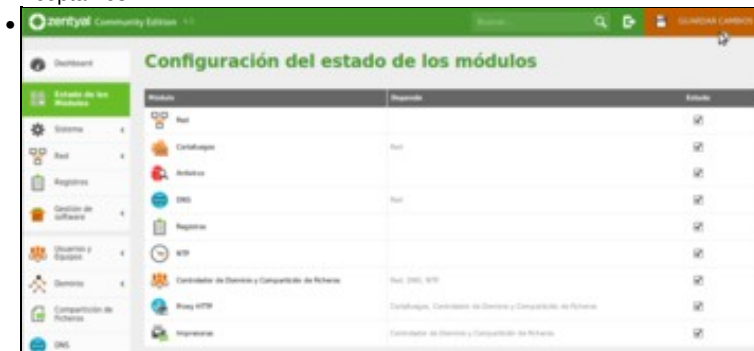 zentyal Community Edition
Buscar...
GUARDAR CAMBIOS
Configuración del estado de los módulos
Dashboard
Estado de los
Módulos
Módulo Depende Estado
Sistema
Red
Red
Cortafuegos Red
Antivirus
Registros
DNS Red
Gestión de
software
Registros
NTP
Usuarios y
Equipos
Controlador de Dominio y Compartición de ficheros Red, DNS, NTP
Dominio
Proxy HTTP Cortafuegos, Controlador de Dominio y Compartición de ficheros
Compartición de
Ficheros
Impresoras Controlador de Dominio y Compartición de ficheros
DNS